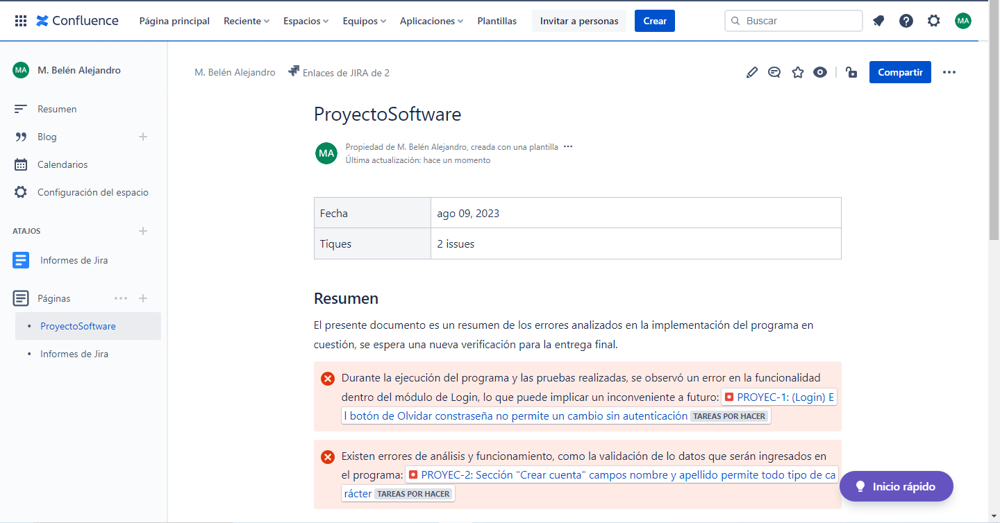 Confluence Página principal Reciente Espacios Equipos Aplicaciones Plantillas Invitar a personas Crear Buscar MA
MA M. Belén Alejandro
Resumen
Blog
Calendarios
Configuración del espacio
ATAJOS
Informes de Jira
Páginas
• ProyectoSoftware
• Informes de Jira
M. Belén Alejandro Enlaces de JIRA de 2 Compartir
ProyectoSoftware
MA Propiedad de M. Belén Alejandro, creada con una plantilla
Última actualización: hace un momento
Fecha ago 09, 2023
Tiques 2 issues
Resumen
El presente documento es un resumen de los errores analizados en la implementación del programa en
cuestión, se espera una nueva verificación para la entrega final.
Durante la ejecución del programa y las pruebas realizadas, se observó un error en la funcionalidad
dentro del módulo de Login, lo que puede implicar un inconveniente a futuro: PROYEC-1: (Login) E
l botón de Olvidar constraseña no permite un cambio sin autenticación TAREAS POR HACER
Existen errores de análisis y funcionamiento, como la validación de lo datos que serán ingresados en
el programa: PROYEC-2: Sección "Crear cuenta" campos nombre y apellido permite todo tipo de ca
rácter TAREAS POR HACER
Inicio rápido